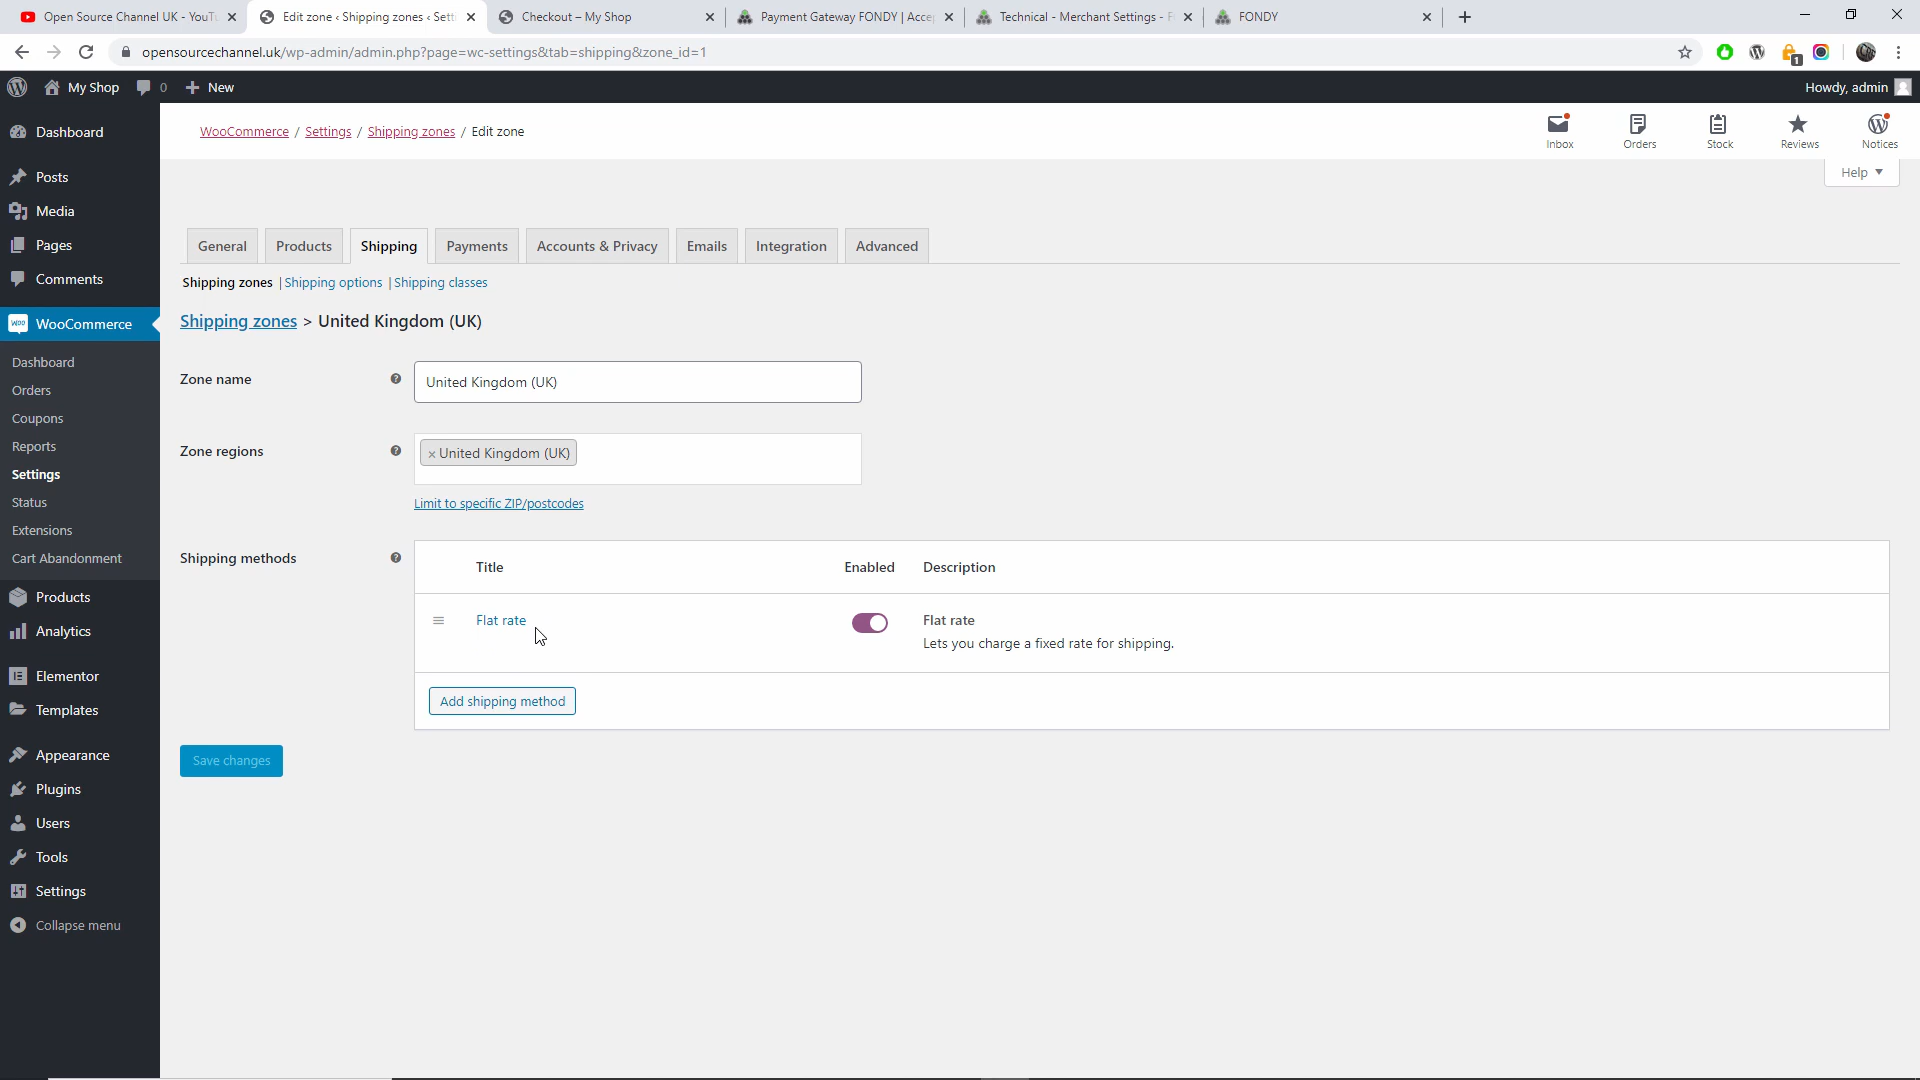 Open Source Channel UK - YouTu
Edit zone ‹ Shipping zones ‹ Setti
Checkout – My Shop
Payment Gateway FONDY | Accep
Technical - Merchant Settings - F
FONDY
opensourcechannel.uk/wp-admin/admin.php?page=wc-settings&tab=shipping&zone_id=1
1
My Shop
0
New
Howdy, admin
WooCommerce / Settings / Shipping zones / Edit zone
Inbox
Orders
Stock
Reviews
Notices
Help
Dashboard
Posts
Media
Pages
Comments
WooCommerce
Dashboard
Orders
Coupons
Reports
Settings
Status
Extensions
Cart Abandonment
Products
Analytics
Elementor
Templates
Appearance
Plugins
Users
Tools
Settings
Collapse menu
General
Products
Shipping
Payments
Accounts & Privacy
Emails
Integration
Advanced
Shipping zones | Shipping options | Shipping classes
Shipping zones > United Kingdom (UK)
Zone name
United Kingdom (UK)
Zone regions
× United Kingdom (UK)
Limit to specific ZIP/postcodes
Shipping methods
Title
Enabled
Description
Flat rate
Flat rate
Lets you charge a fixed rate for shipping.
Add shipping method
Save changes